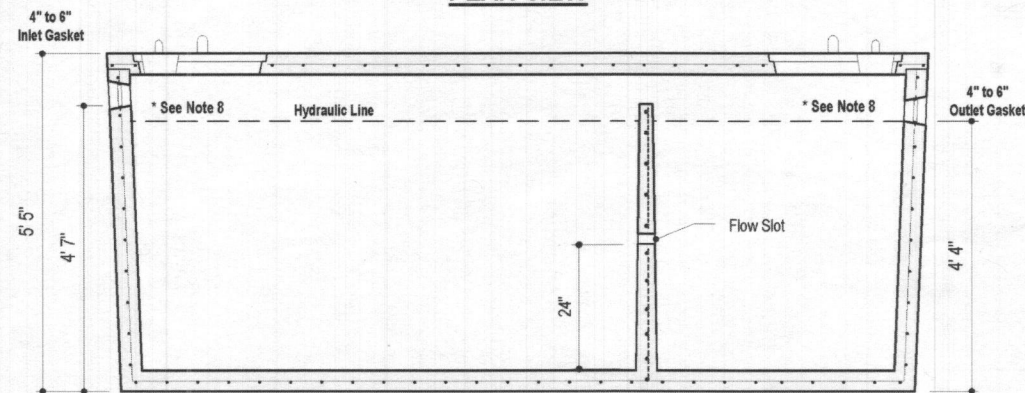 4" to 6"
Inlet Gasket
* See Note 8
Hydraulic Line
* See Note 8
4" to 6"
Outlet Gasket
5' 5"
4' 7"
Flow Slot
24"
4' 4"